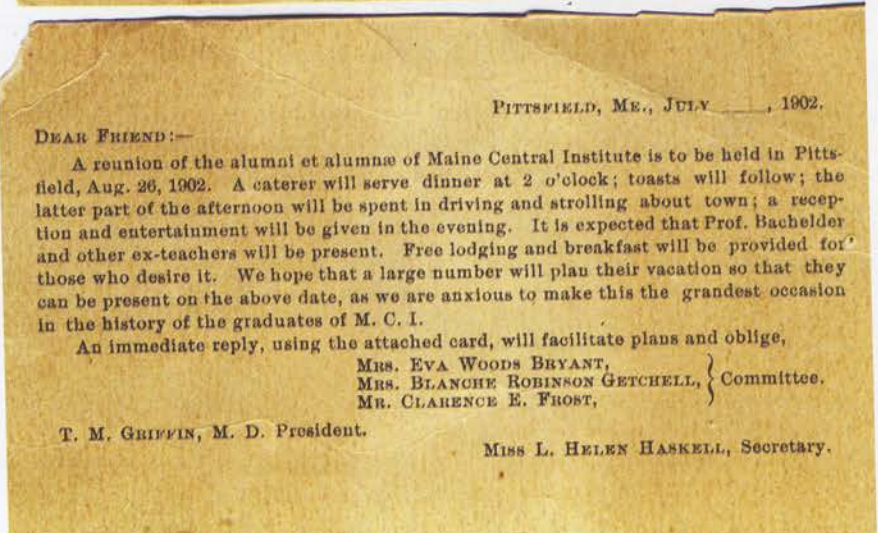 PITTSFIELD, ME., JULY ____, 1902.
DEAR FRIEND:—
A reunion of the alumni et alumnæ of Maine Central Institute is to be held in Pitts-
field, Aug. 26, 1902. A caterer will serve dinner at 2 o'clock; toasts will follow; the
latter part of the afternoon will be spent in driving and strolling about town; a recep-
tion and entertainment will be given in the evening. It is expected that Prof. Bachelder
and other ex-teachers will be present. Free lodging and breakfast will be provided for
those who desire it. We hope that a large number will plan their vacation so that they
can be present on the above date, as we are anxious to make this the grandest occasion
in the history of the graduates of M. C. I.
An immediate reply, using the attached card, will facilitate plans and oblige,
MRS. EVA WOODS BRYANT,
MRS. BLANCHE ROBINSON GETCHELL, } Committee.
MR. CLARENCE E. FROST,
T. M. GRIFFIN, M. D. President.
MISS L. HELEN HASKELL, Secretary.